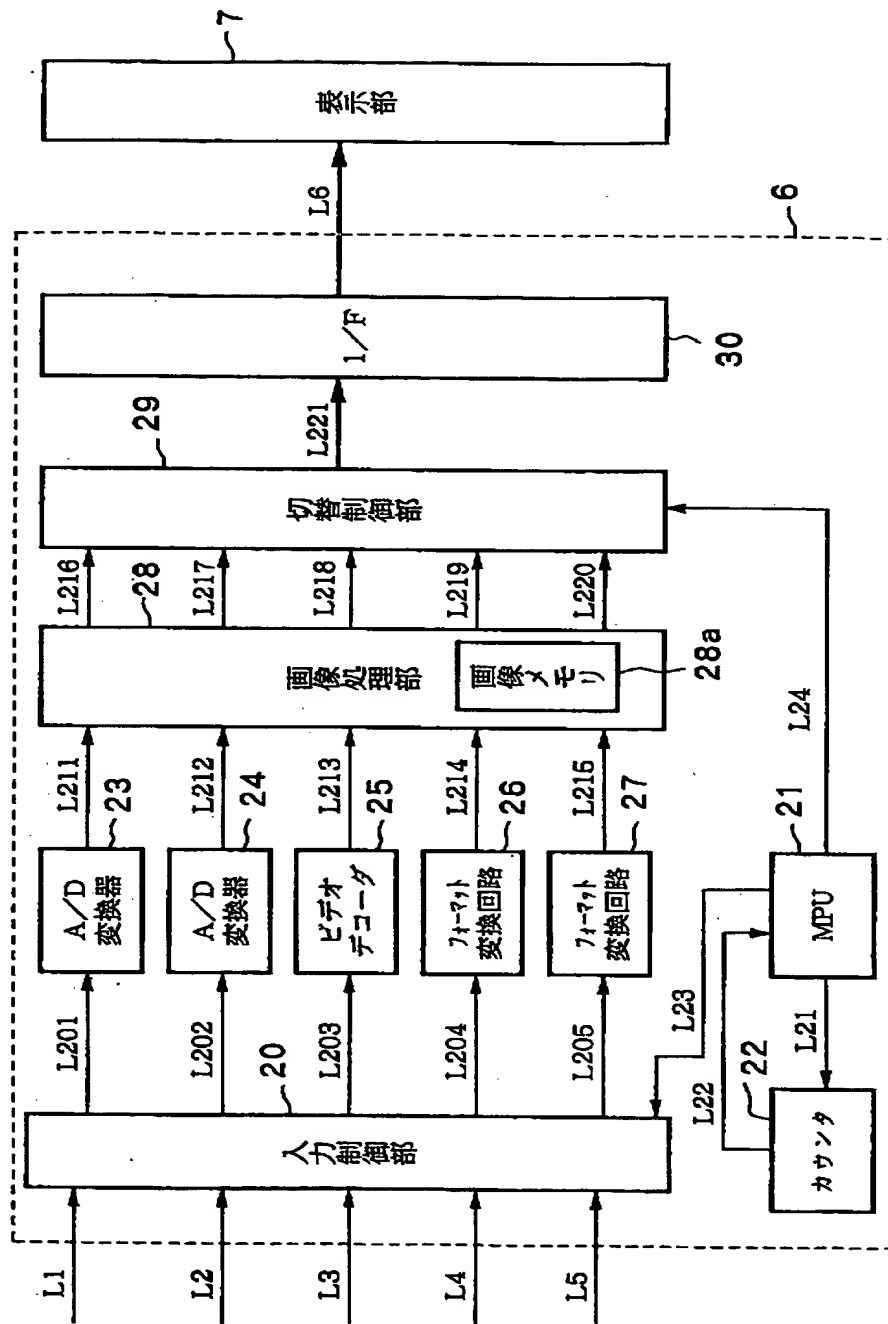 L1
L2
L3
L4
L5
入力制御部
20
L201
L202
L203
L204
L205
A/D
変換器
23
A/D
変換器
24
ビデオ
デコーダ
25
フォーマット
変換回路
26
フォーマット
変換回路
27
L211
L212
L213
L214
L215
画像処理部
28
画像
メモリ
28a
L216
L217
L218
L219
L220
切替制御部
29
L221
1/F
30
L6
表示部
7
6
カウンタ
22
L21
L22
MPU
21
L23
L24